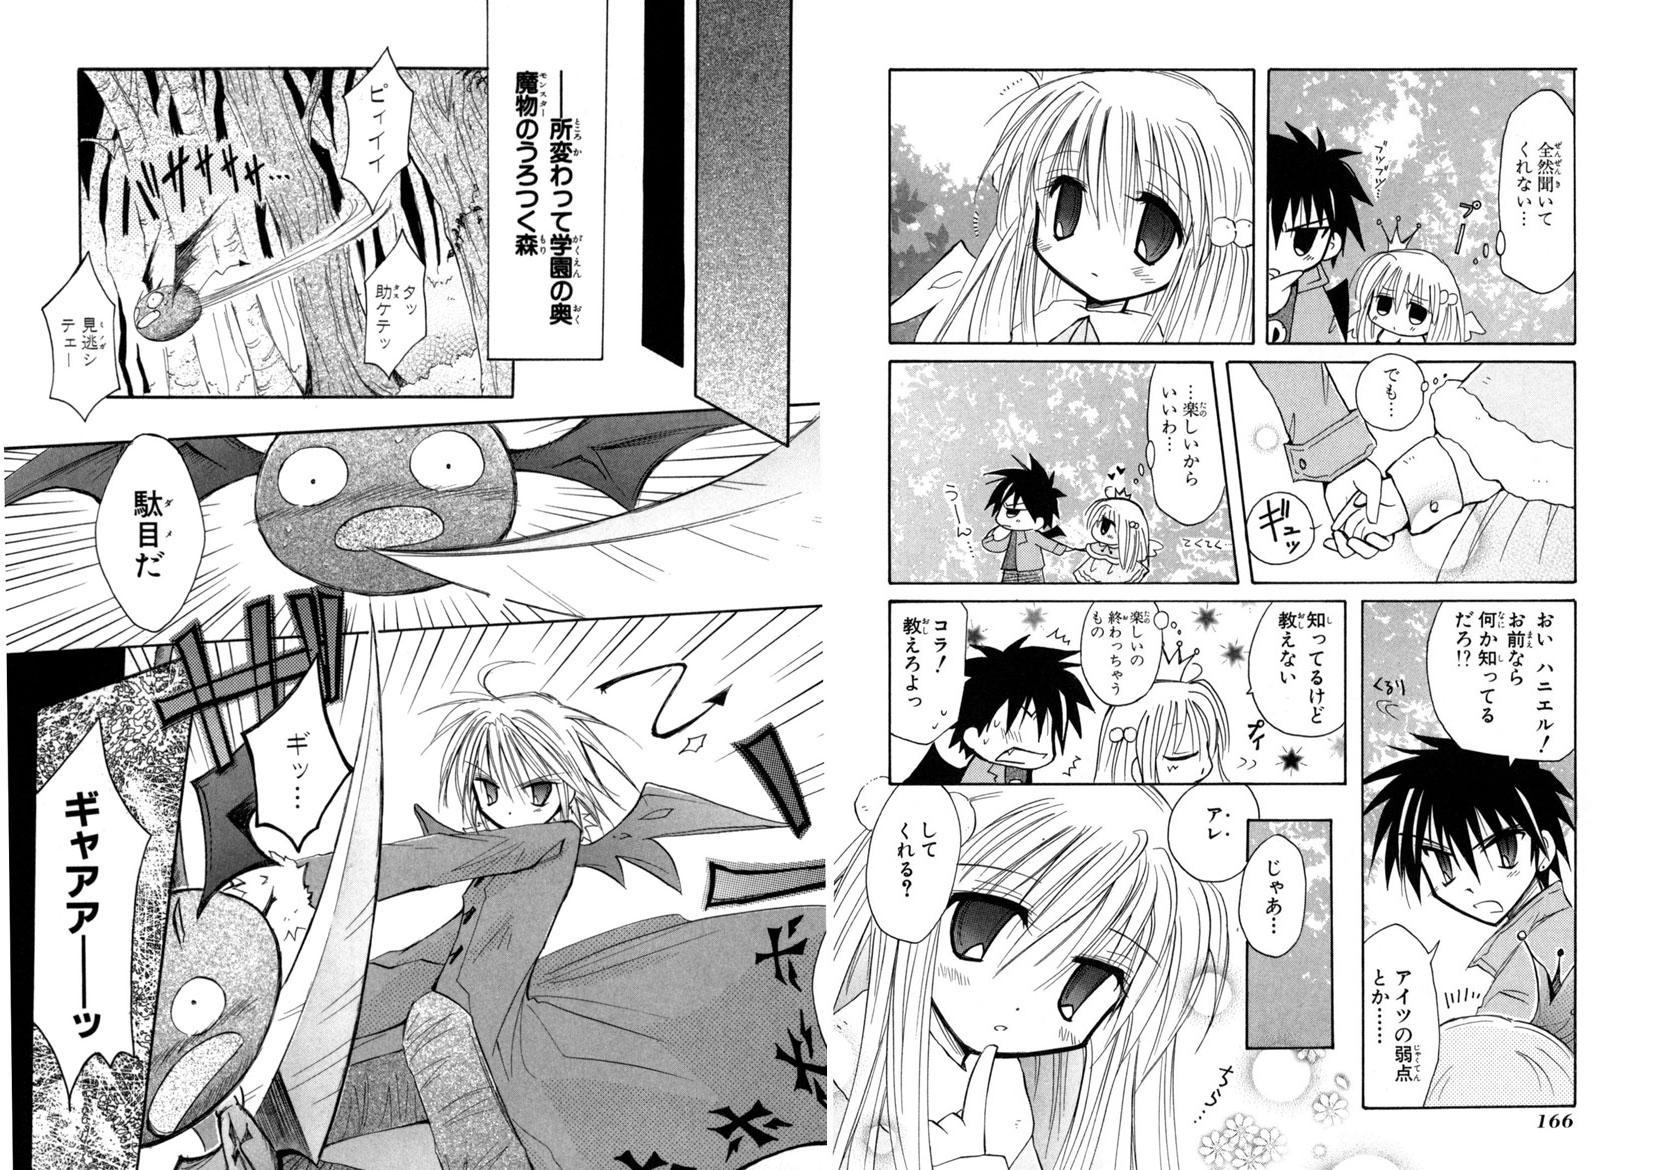 全然聞いて
くれない…
ブツブツ…
プー
でも…
ギュッ
…楽しいから
いいわ…
うーん…
てくてく…
おい ハニエル!
お前なら
何か知ってる
だろ!?
くるり
アイツの弱点
とか……
知ってるけど
教えない
プイ
楽しいの
終わっちゃう
もの
コラ!
教えろよっ
じゃあ…
アレ
して
くれる?
ちら…
166
――所変わって学園の奥
魔物のうろつく森
ピィイイ
ザザザザ…
タッ
助ケテッ
見逃シ
テエー
駄目だ
ギッ…
ギャアアーーッ